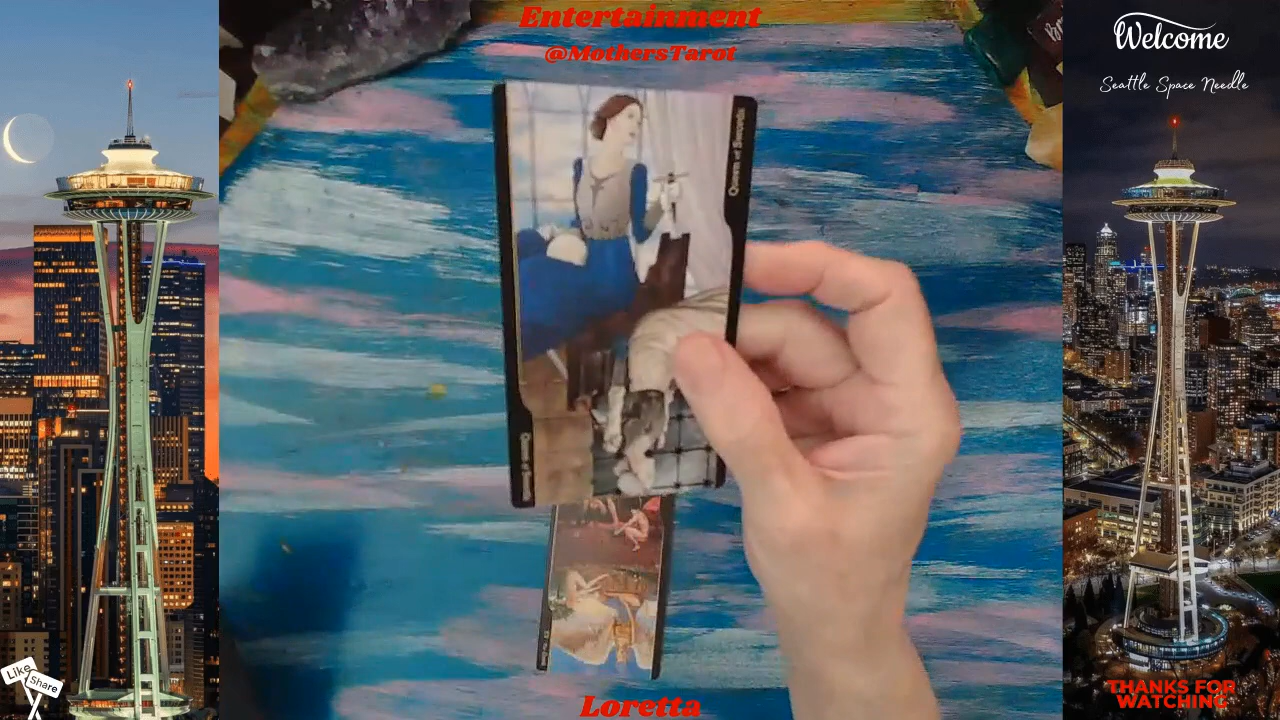 Entertainment
@MothersTarot
Welcome
Seattle Space Needle
Queen of Swords
Like
Share
Loretta
THANKS FOR
WATCHING